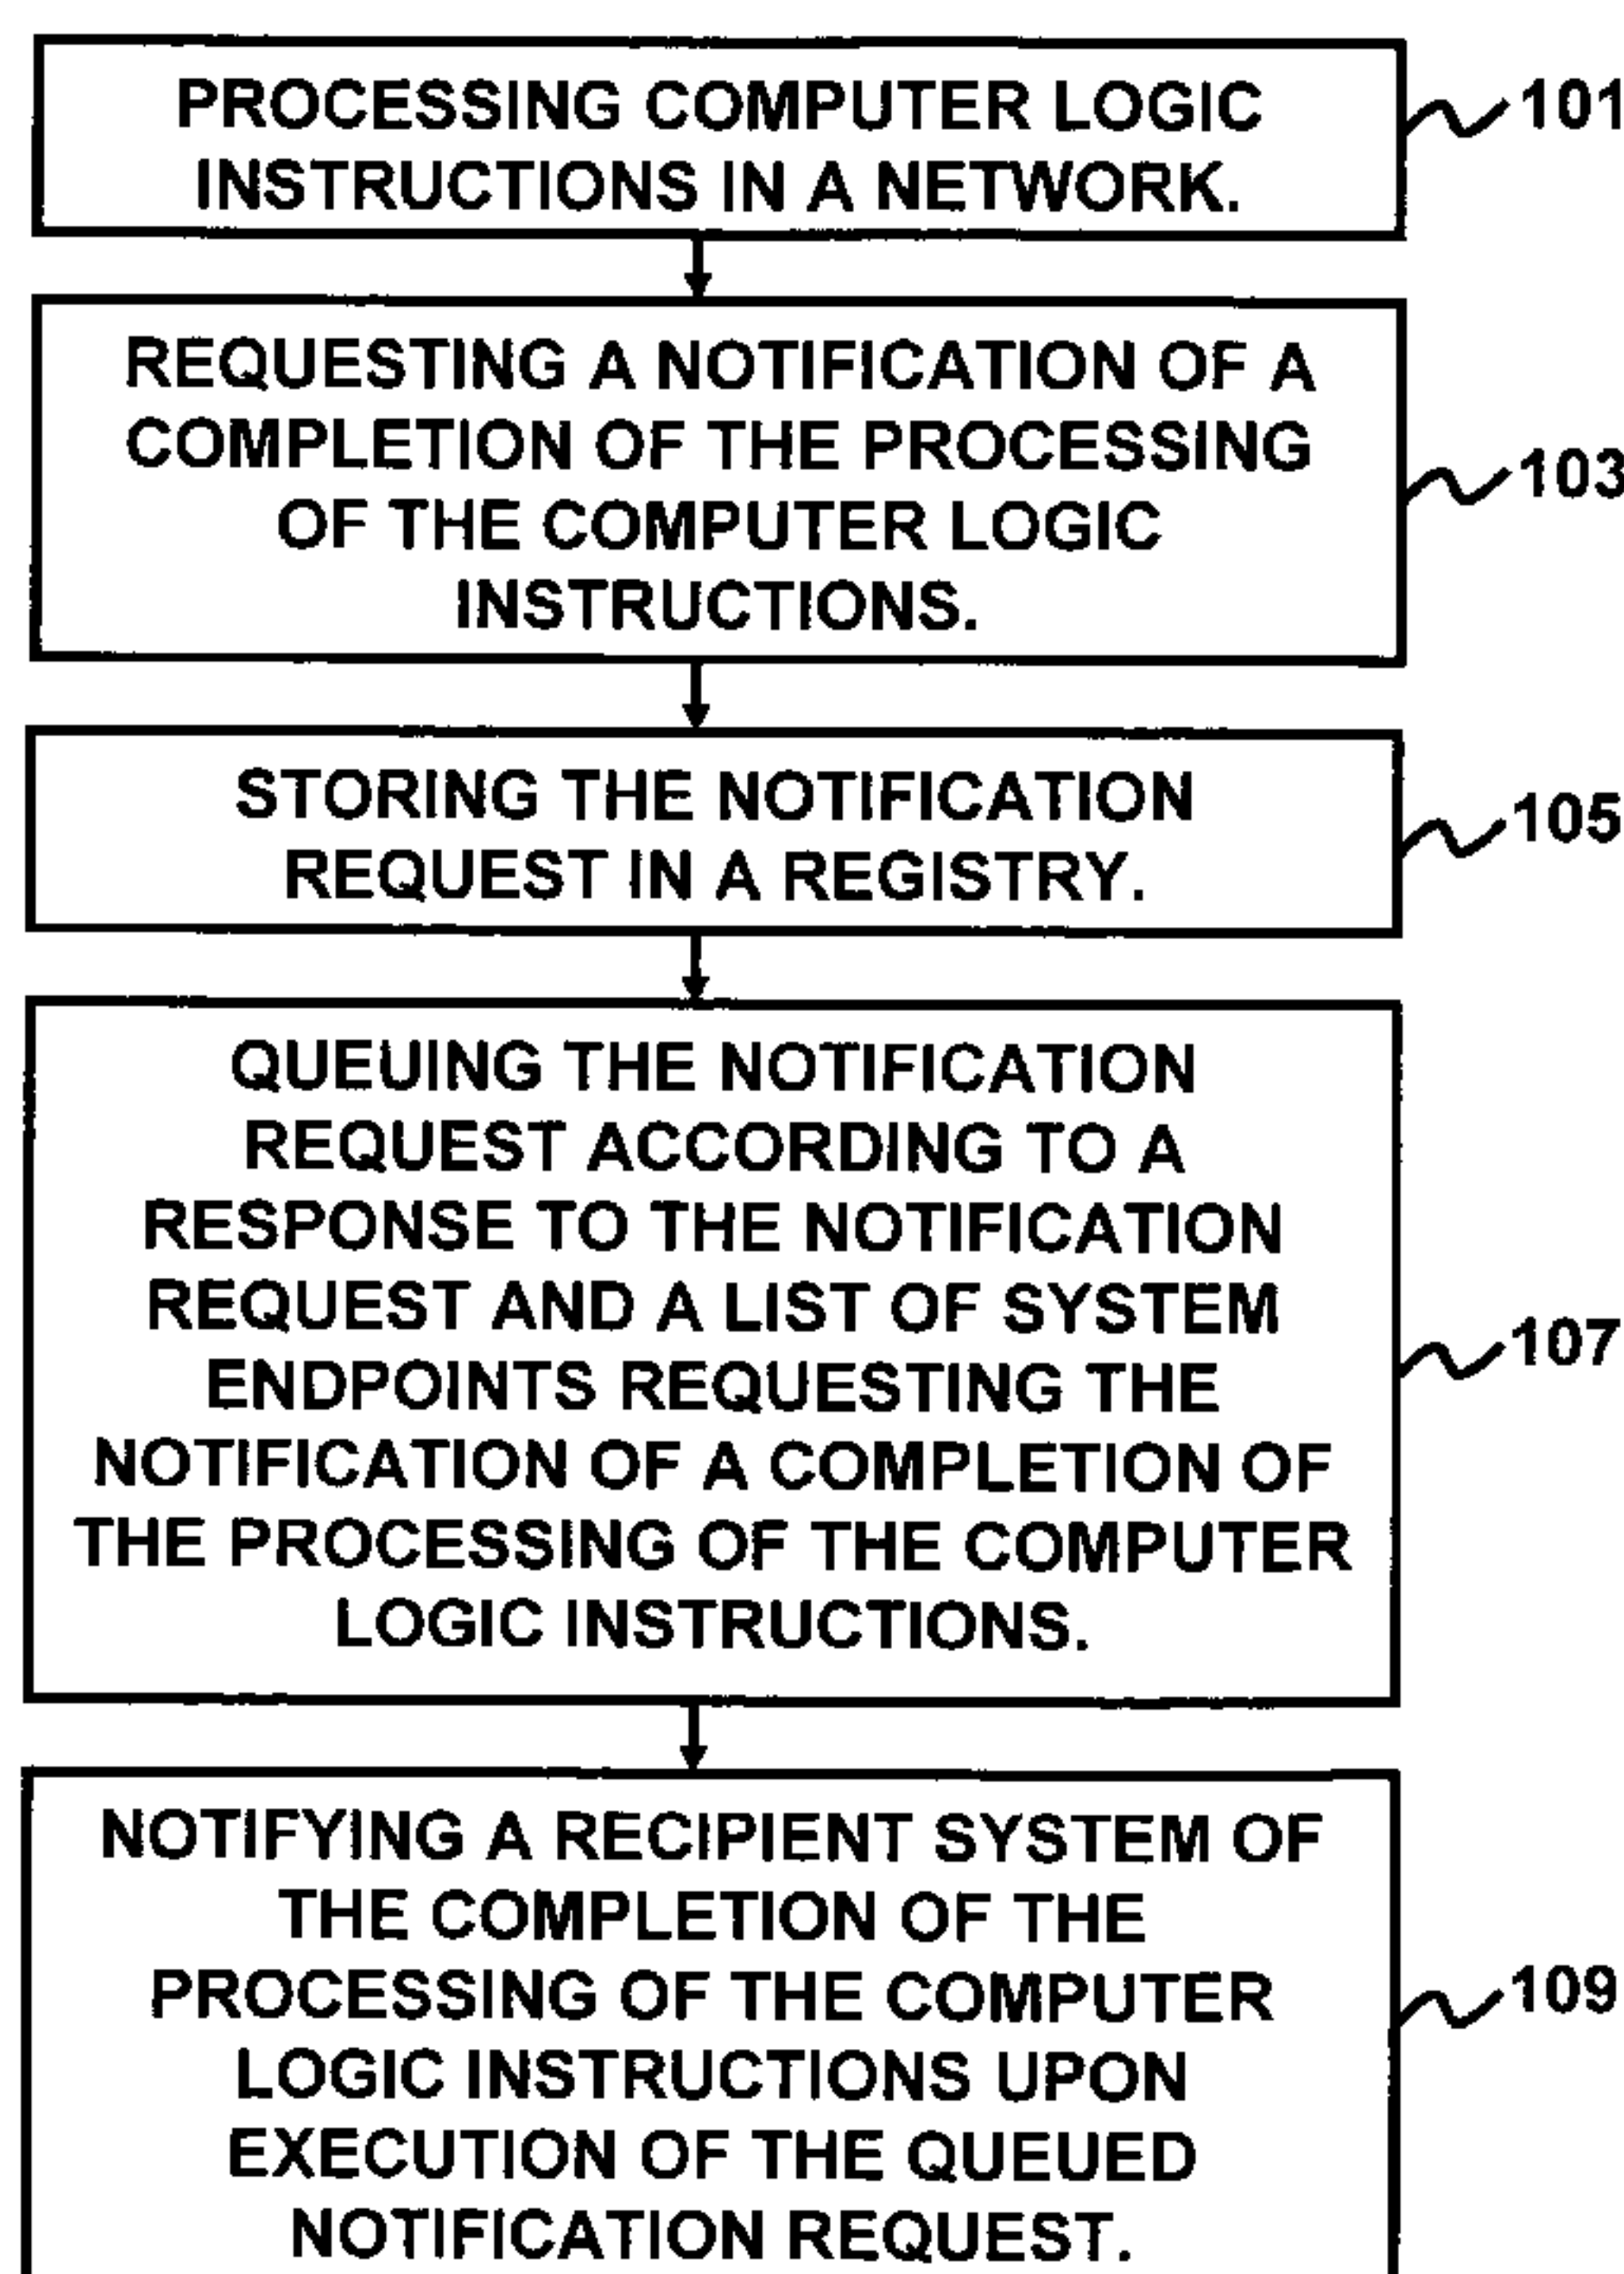 PROCESSING COMPUTER LOGIC
INSTRUCTIONS IN A NETWORK.
101
REQUESTING A NOTIFICATION OF A
COMPLETION OF THE PROCESSING
OF THE COMPUTER LOGIC
INSTRUCTIONS.
103
STORING THE NOTIFICATION
REQUEST IN A REGISTRY.
105
QUEUING THE NOTIFICATION
REQUEST ACCORDING TO A
RESPONSE TO THE NOTIFICATION
REQUEST AND A LIST OF SYSTEM
ENDPOINTS REQUESTING THE
NOTIFICATION OF A COMPLETION OF
THE PROCESSING OF THE COMPUTER
LOGIC INSTRUCTIONS.
107
NOTIFYING A RECIPIENT SYSTEM OF
THE COMPLETION OF THE
PROCESSING OF THE COMPUTER
LOGIC INSTRUCTIONS UPON
EXECUTION OF THE QUEUED
NOTIFICATION REQUEST.
109